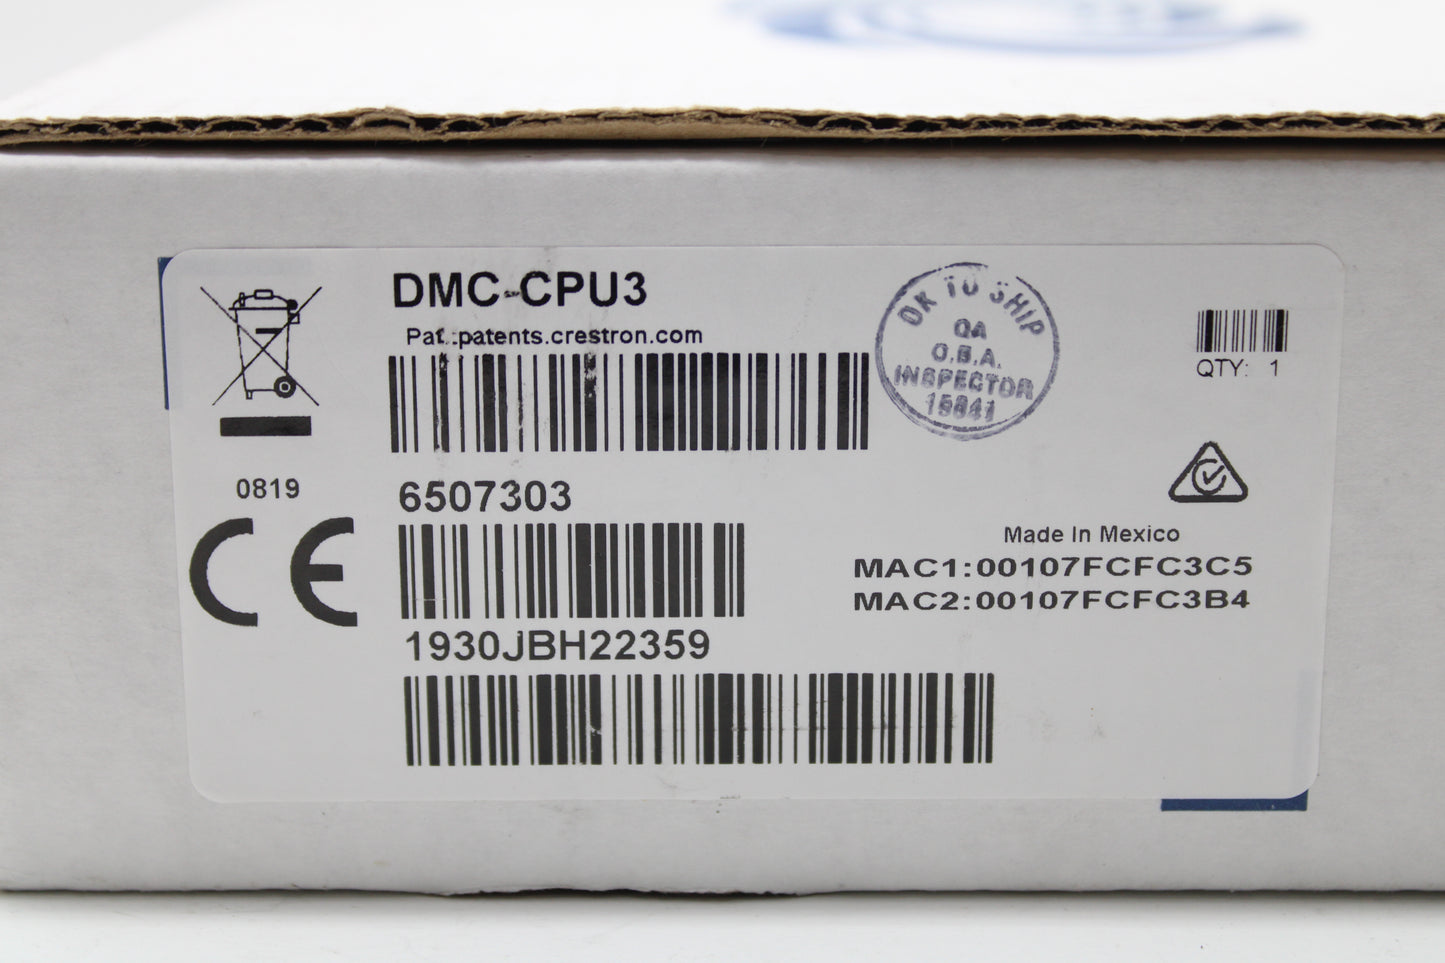 DMC-CPU3
Pat.:patents.crestron.com
OK TO SHIP
QA
O.B.A.
INSPECTOR
QTY: 1
0819
6507303
CE
Made In Mexico
MAC1:00107FCFC3C5
MAC2:00107FCFC3B4
1930JBH22359